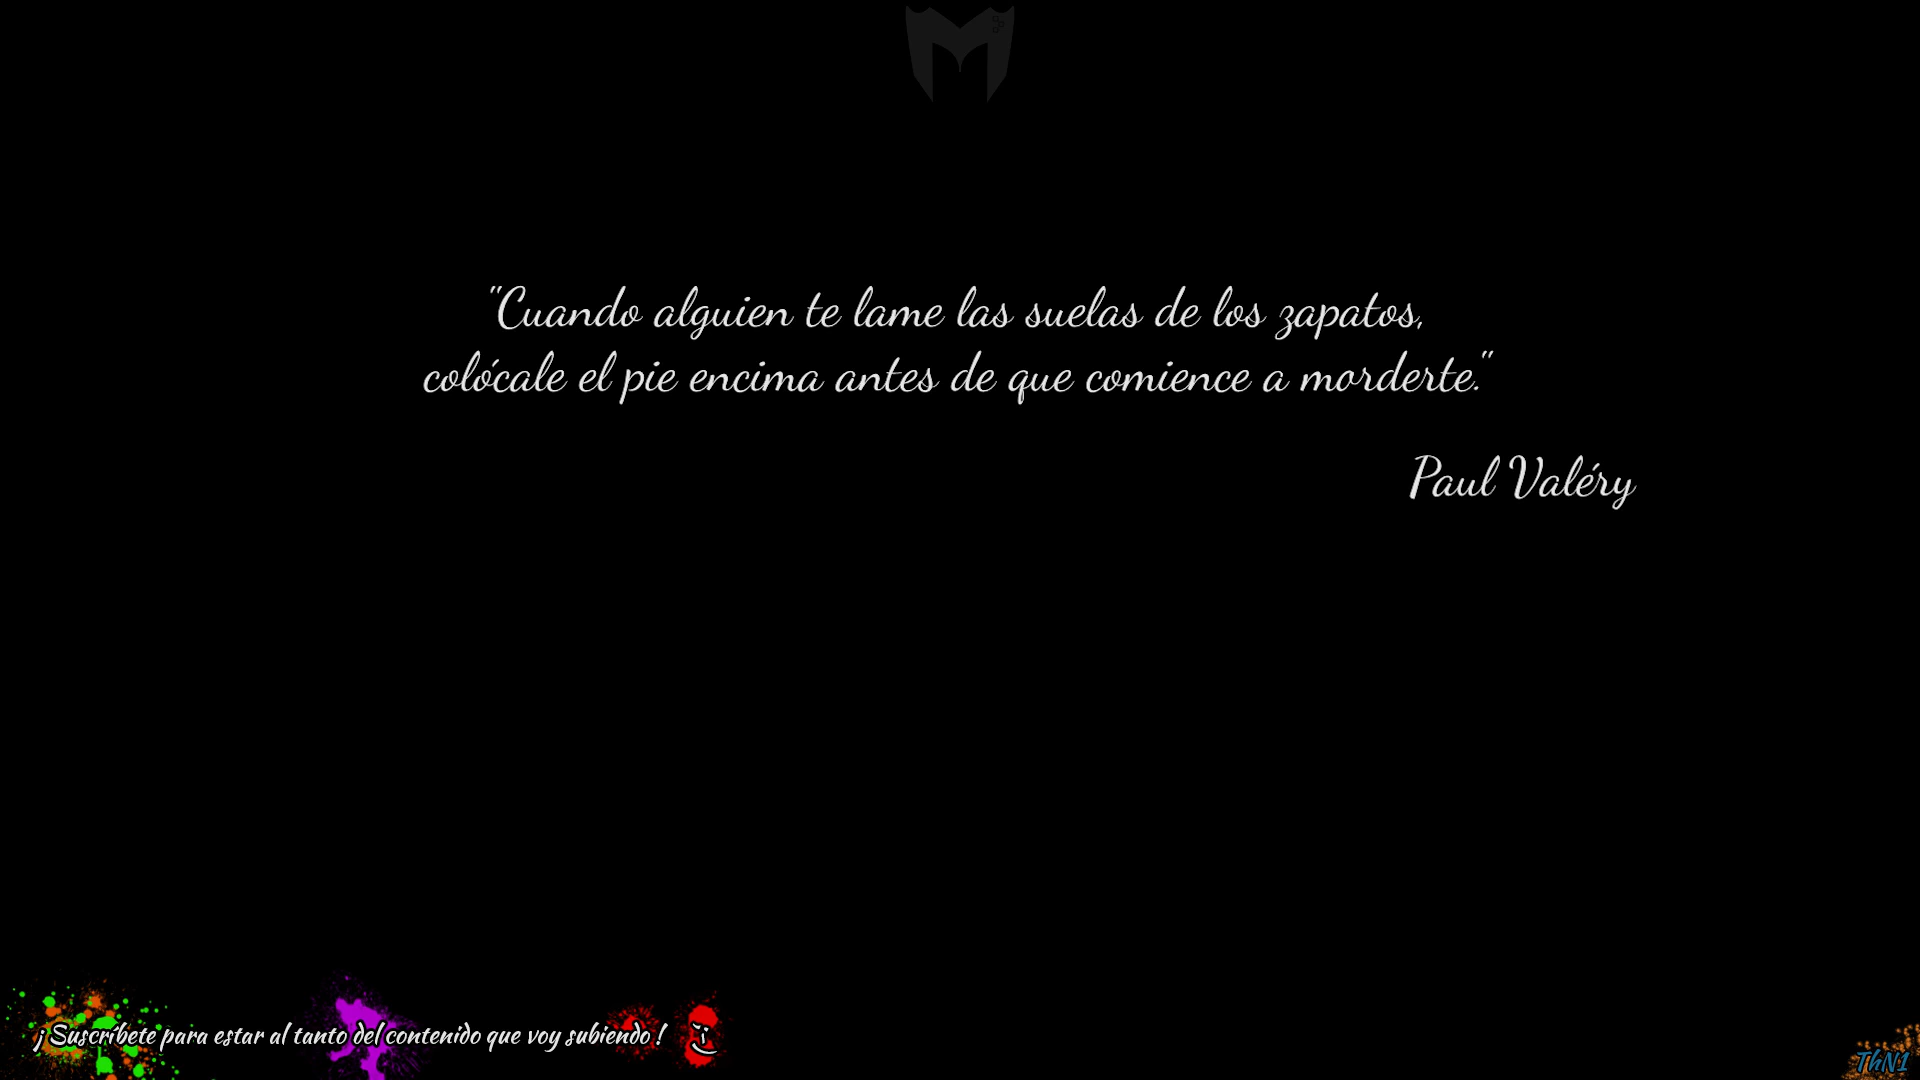 "Cuando alguien te lame las suelas de los zapatos,
colócale el pie encima antes de que comience a morderte."
Paul Valéry
¡ Suscríbete para estar al tanto del contenido que voy subiendo !
ThN1